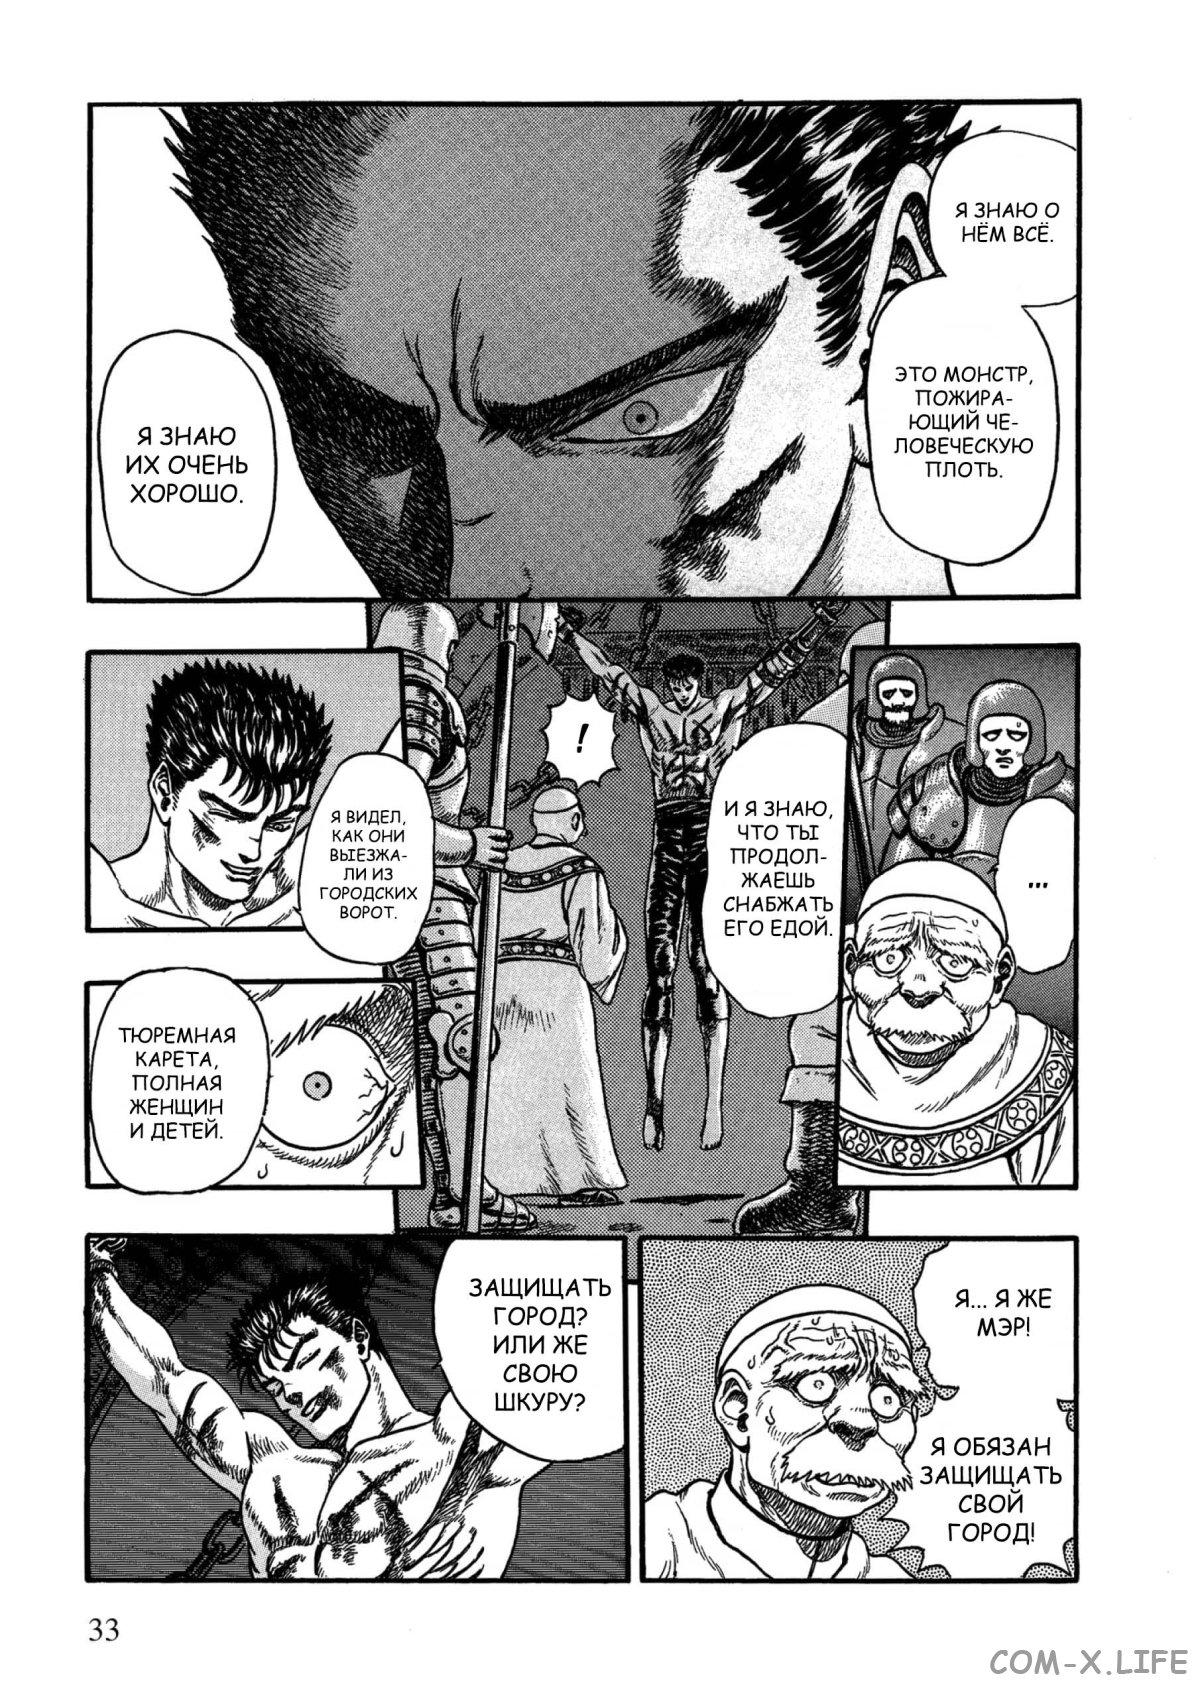 Я ЗНАЮ О
НЁМ ВСЁ.
ЭТО МОНСТР,
ПОЖИРА-
ЮЩИЙ ЧЕ-
ЛОВЕЧЕСКУЮ
ПЛОТЬ.
Я ЗНАЮ
ИХ ОЧЕНЬ
ХОРОШО.
...
И Я ЗНАЮ,
ЧТО ТЫ
ПРОДОЛ-
ЖАЕШЬ
СНАБЖАТЬ
ЕГО ЕДОЙ.
!
Я ВИДЕЛ,
КАК ОНИ
ВЫЕЗЖА-
ЛИ ИЗ
ГОРОДСКИХ
ВОРОТ.
ТЮРЕМНАЯ
КАРЕТА,
ПОЛНАЯ
ЖЕНЩИН
И ДЕТЕЙ.
Я... Я ЖЕ
МЭР!
Я ОБЯЗАН
ЗАЩИЩАТЬ
СВОЙ
ГОРОД!
ЗАЩИЩАТЬ
ГОРОД?
ИЛИ ЖЕ
СВОЮ
ШКУРУ?
33
COM-X.LIFE